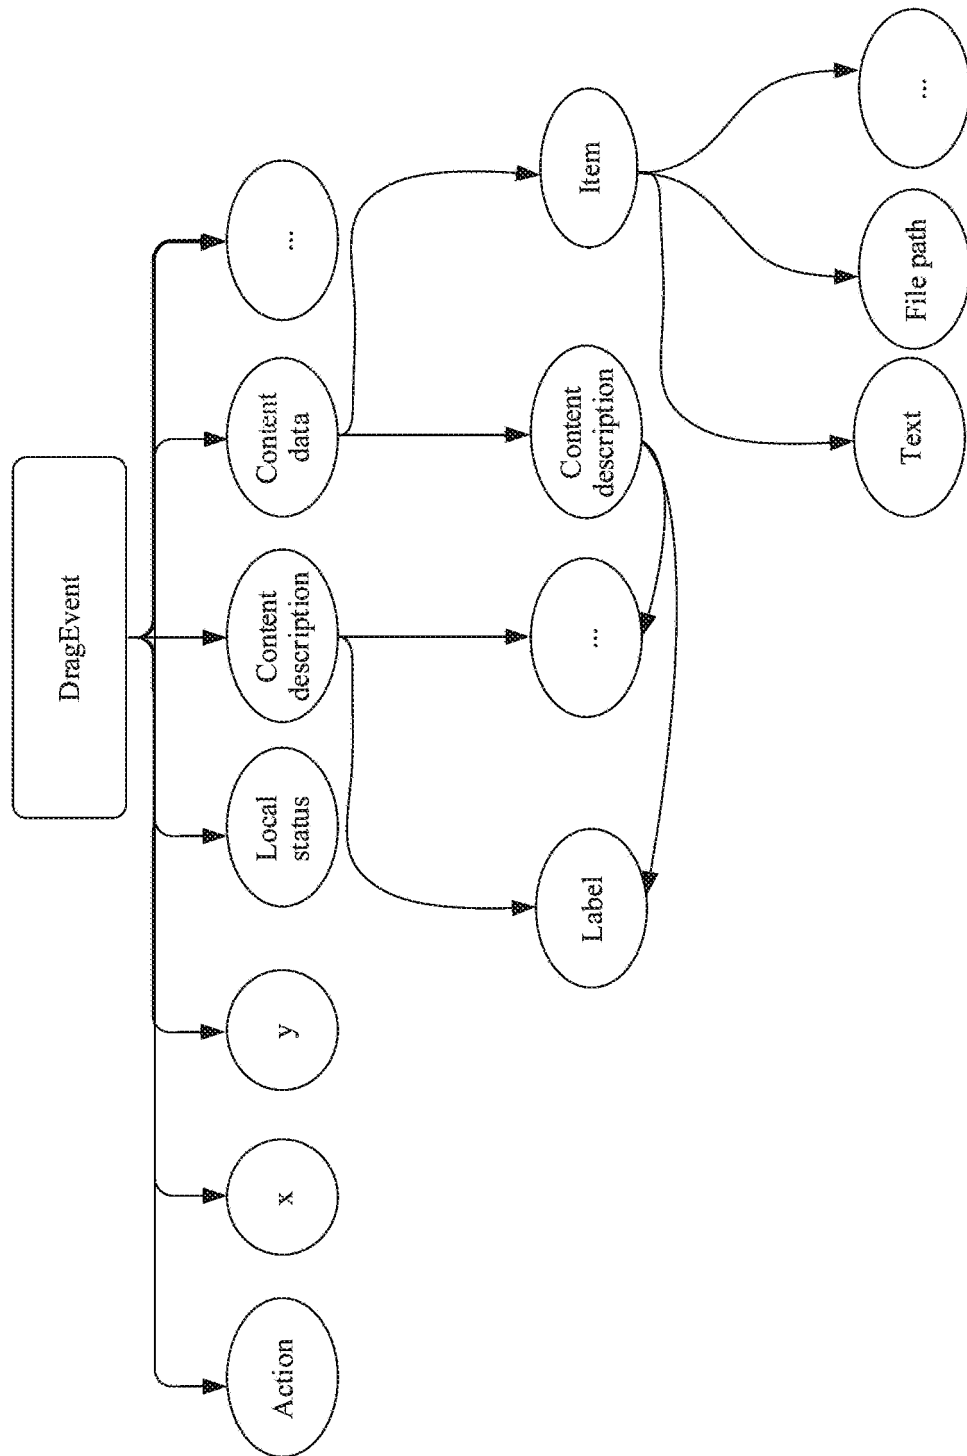 DragEvent
Action
x
y
Local
status
Content
description
Content
data
...
Label
...
Content
description
Item
Text
File path
...